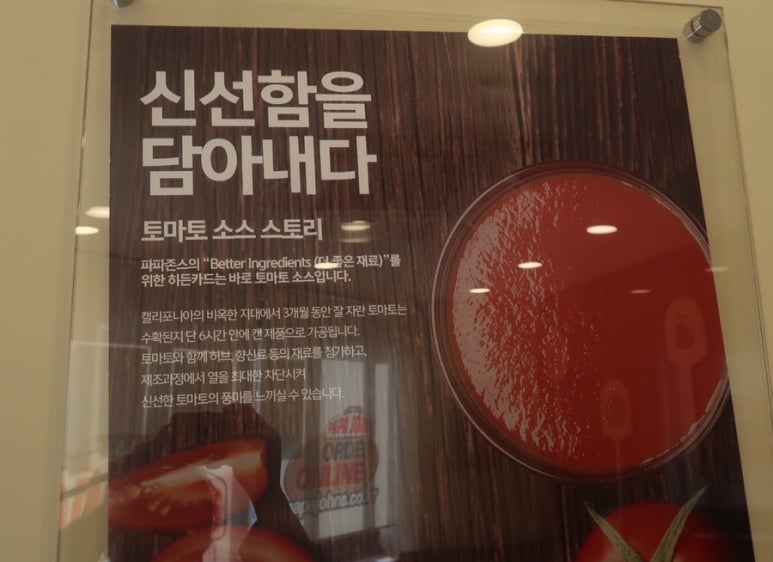 신선함을
담아내다
토마토 소스 스토리
파파존스의 “Better Ingredients (더 좋은 재료)”를
위한 히든카드는 바로 토마토 소스입니다.
캘리포니아의 비옥한 지대에서 3개월 동안 잘 자란 토마토는
수확된지 단 6시간 안에 캔 제품으로 가공됩니다.
토마토와 함께 허브, 향신료 등의 재료를 첨가하고,
제조과정에서 열을 최대한 차단시켜
신선한 토마토의 풍미를 느끼실 수 있습니다.
PAPA
ORDE
ONLINE
papajohns.co